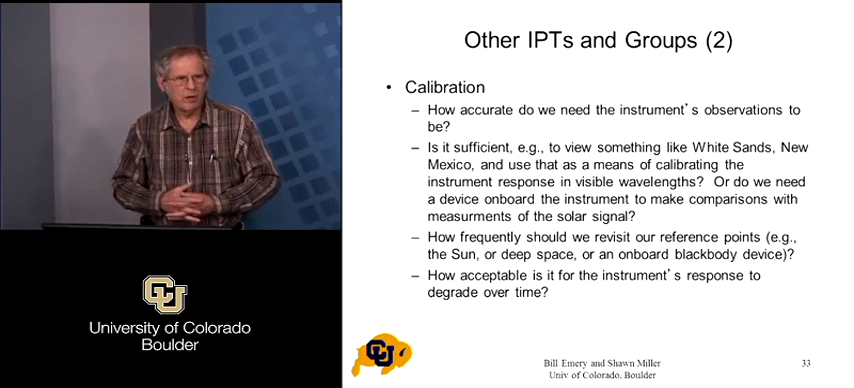 Other IPTs and Groups (2)
• Calibration
– How accurate do we need the instrument's observations to
be?
– Is it sufficient, e.g., to view something like White Sands, New
Mexico, and use that as a means of calibrating the
instrument response in visible wavelengths? Or do we need
a device onboard the instrument to make comparisons with
measurments of the solar signal?
– How frequently should we revisit our reference points (e.g.,
the Sun, or deep space, or an onboard blackbody device)?
– How acceptable is it for the instrument's response to
degrade over time?
CU
University of Colorado
Boulder
CU
Bill Emery and Shawn Miller
Univ of Colorado, Boulder
33